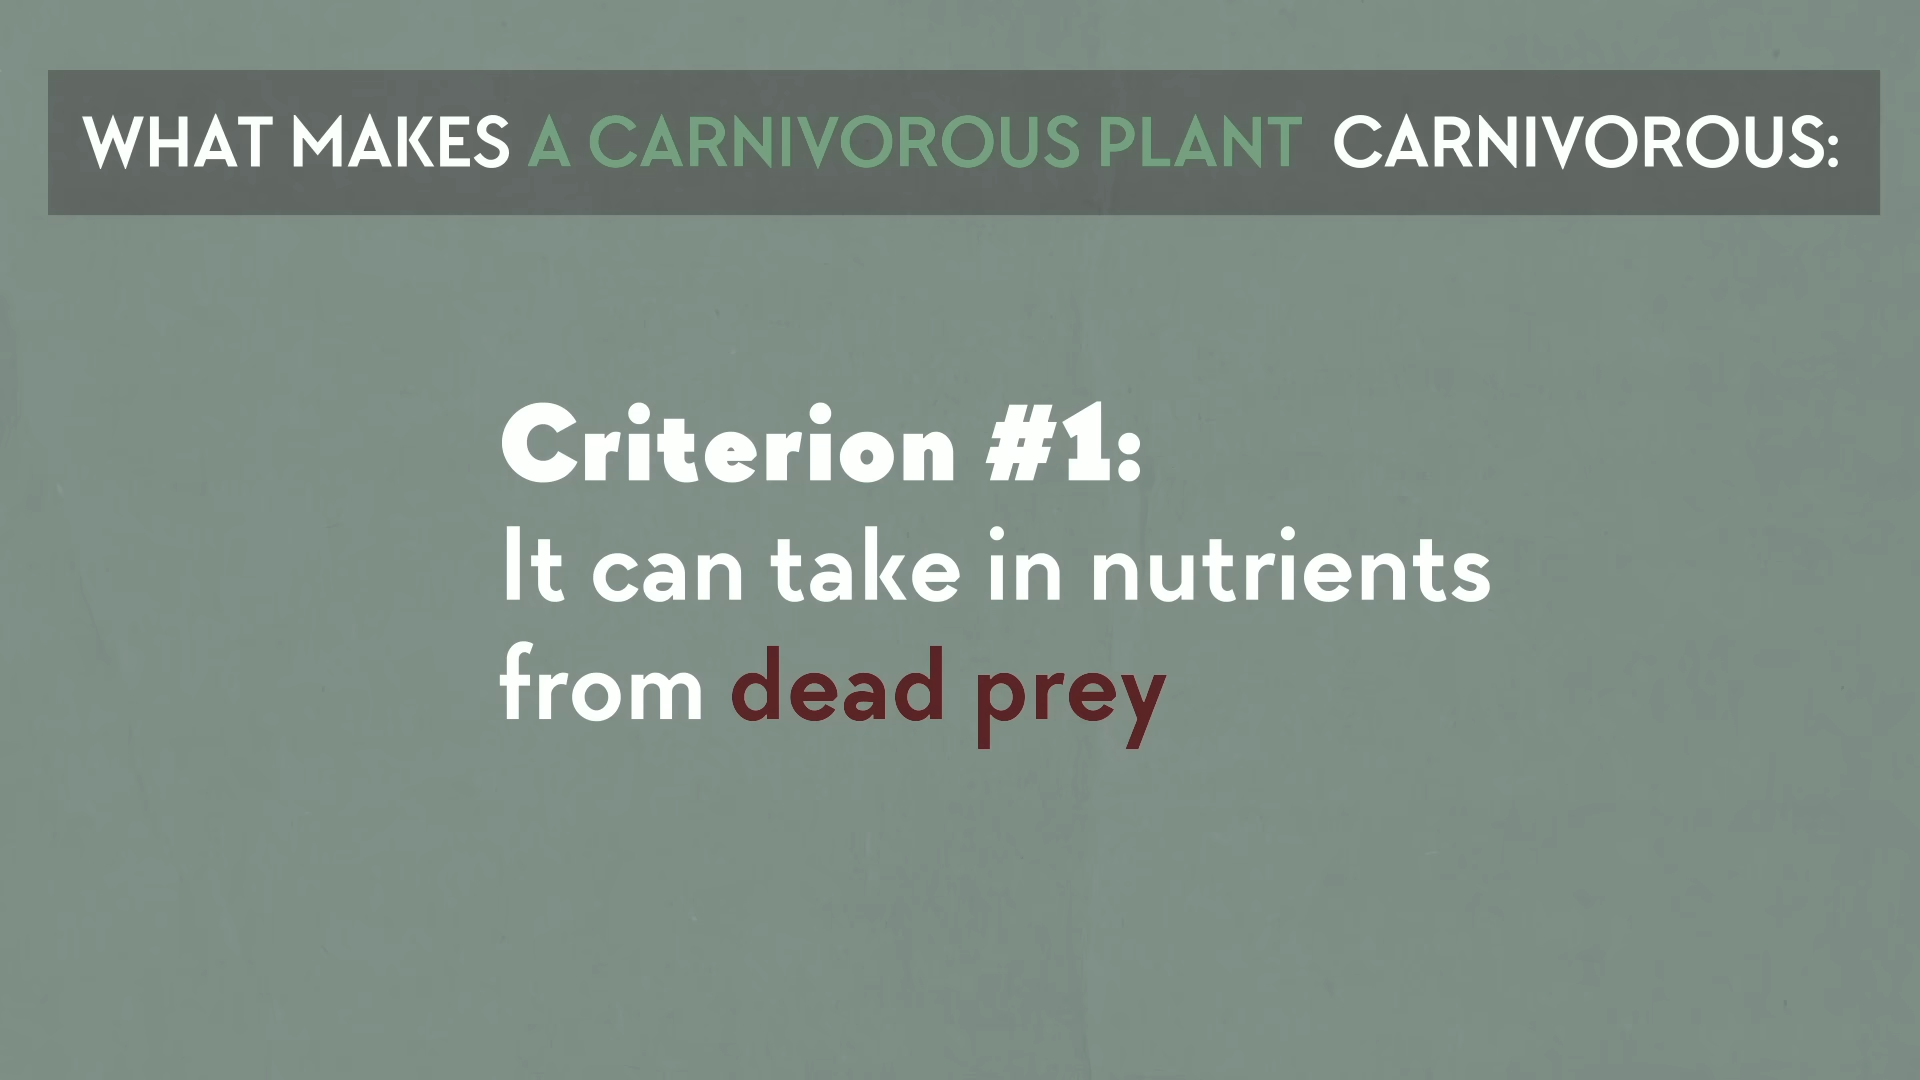 WHAT MAKES A CARNIVOROUS PLANT CARNIVOROUS:
Criterion #1:
It can take in nutrients
from dead prey